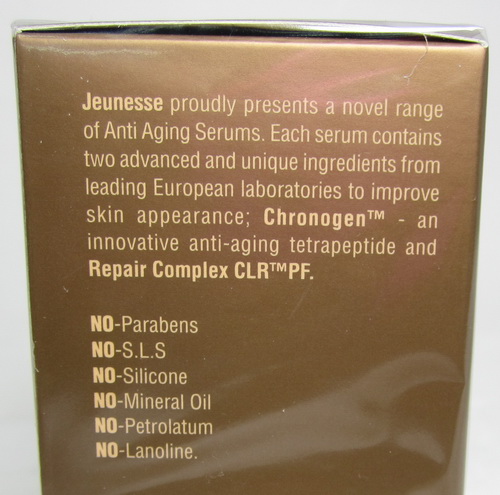 Jeunesse proudly presents a novel range
of Anti Aging Serums. Each serum contains
two advanced and unique ingredients from
leading European laboratories to improve
skin appearance; Chronogen™ - an
innovative anti-aging tetrapeptide and
Repair Complex CLR™PF.
NO-Parabens
NO-S.L.S
NO-Silicone
NO-Mineral Oil
NO-Petrolatum
NO-Lanoline.